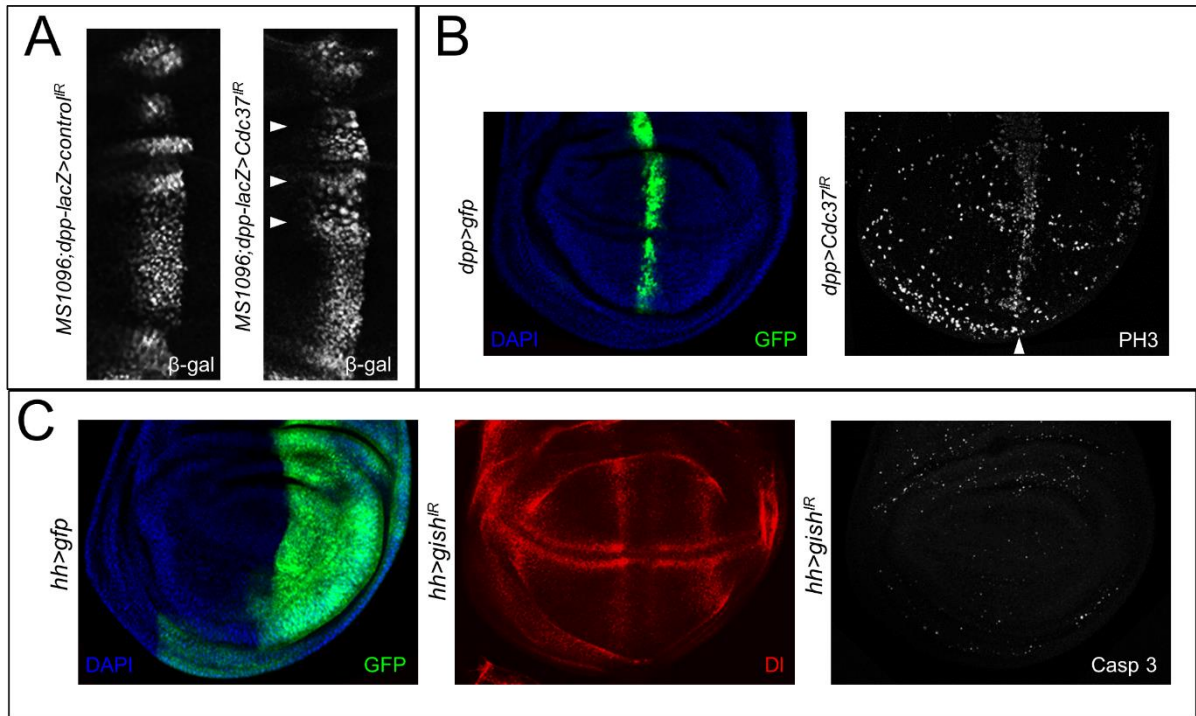 A
MS1096;dpp-lacZ>control^IR
β-gal
MS1096;dpp-lacZ>Cdc37^IR
β-gal
B
dpp>gfp
DAPI
GFP
dpp>Cdc37^IR
PH3
C
hh>gfp
DAPI
GFP
hh>gish^IR
Dl
hh>gish^IR
Casp 3